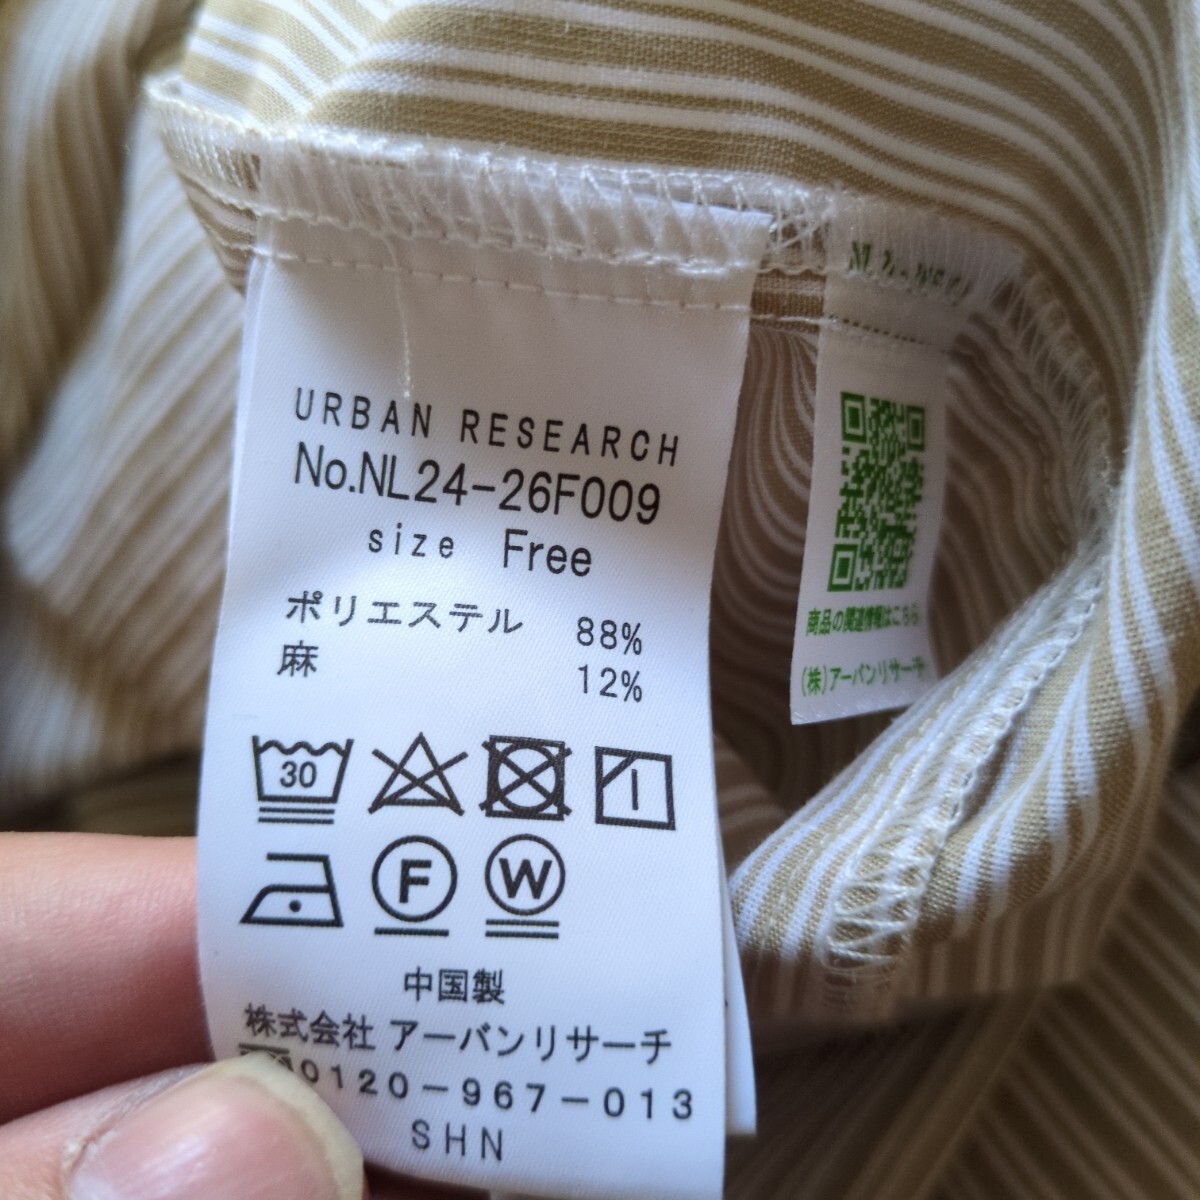 URBAN RESEARCH
No.NL24-26F009
size Free
ポリエステル 88%
麻 12%
30
F W
中国製
株式会社 アーバンリサーチ
0120-967-013
SHN
商品の関連情報はこちら
(株)アーバンリサーチ